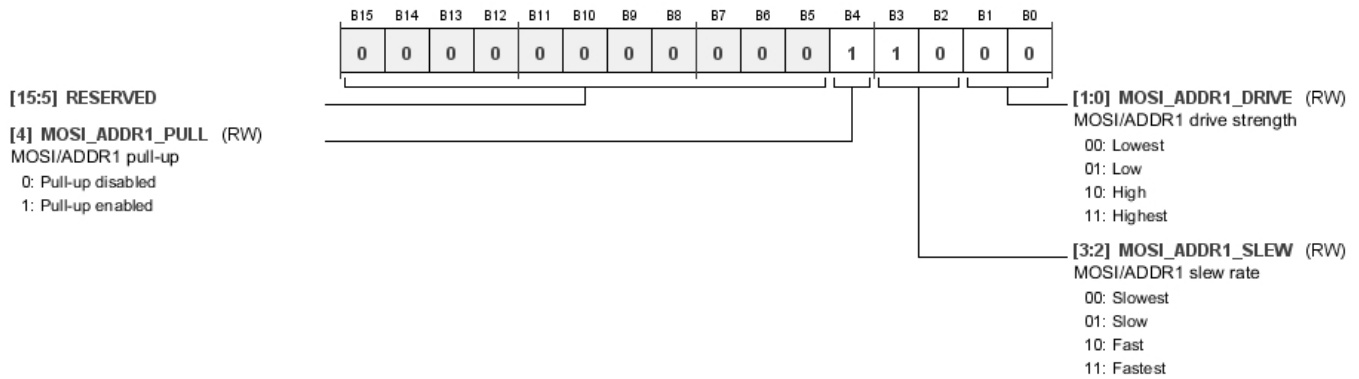 B15 B14 B13 B12 B11 B10 B9 B8 B7 B6 B5 B4 B3 B2 B1 B0
0 0 0 0 0 0 0 0 0 0 0 1 1 0 0 0
[15:5] RESERVED
[4] MOSI_ADDR1_PULL (RW)
MOSI/ADDR1 pull-up
0: Pull-up disabled
1: Pull-up enabled
[1:0] MOSI_ADDR1_DRIVE (RW)
MOSI/ADDR1 drive strength
00: Lowest
01: Low
10: High
11: Highest
[3:2] MOSI_ADDR1_SLEW (RW)
MOSI/ADDR1 slew rate
00: Slowest
01: Slow
10: Fast
11: Fastest